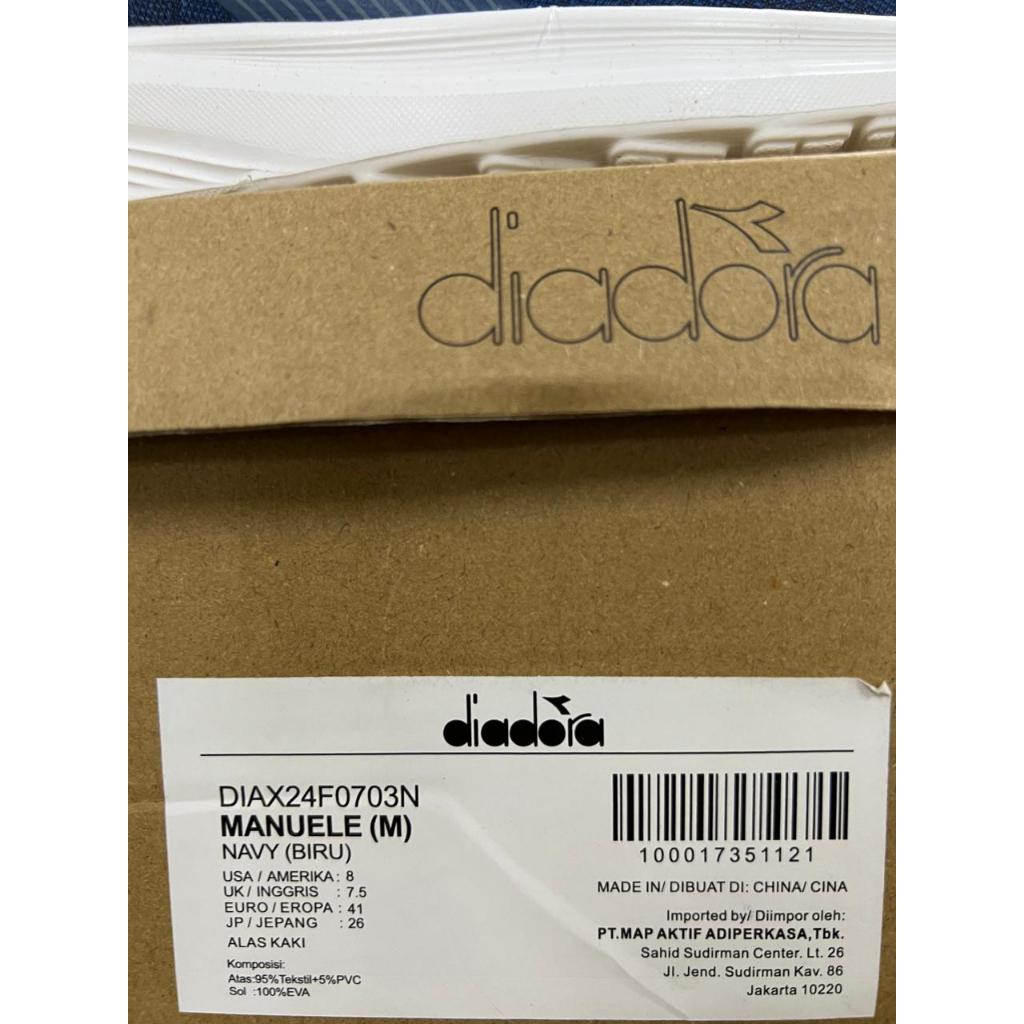 diadora
diadora
DIAX24F0703N
MANUELE (M)
NAVY (BIRU)
USA / AMERIKA : 8
UK / INGGRIS : 7.5
EURO / EROPA : 41
JP / JEPANG : 26
ALAS KAKI
Komposisi:
Atas:95%Tekstil+5%PVC
Sol :100%EVA
100017351121
MADE IN/ DIBUAT DI: CHINA/ CINA
Imported by/ Diimpor oleh:
PT.MAP AKTIF ADIPERKASA,Tbk.
Sahid Sudirman Center. Lt. 26
Jl. Jend. Sudirman Kav. 86
Jakarta 10220